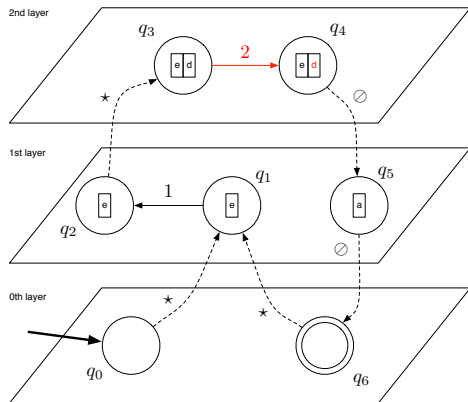 2nd layer
q3
q4
e d
2
e d
⋆
⊘
1st layer
q1
q5
1
e
e
a
q2
⊘
0th layer
⋆
⋆
q0
q6